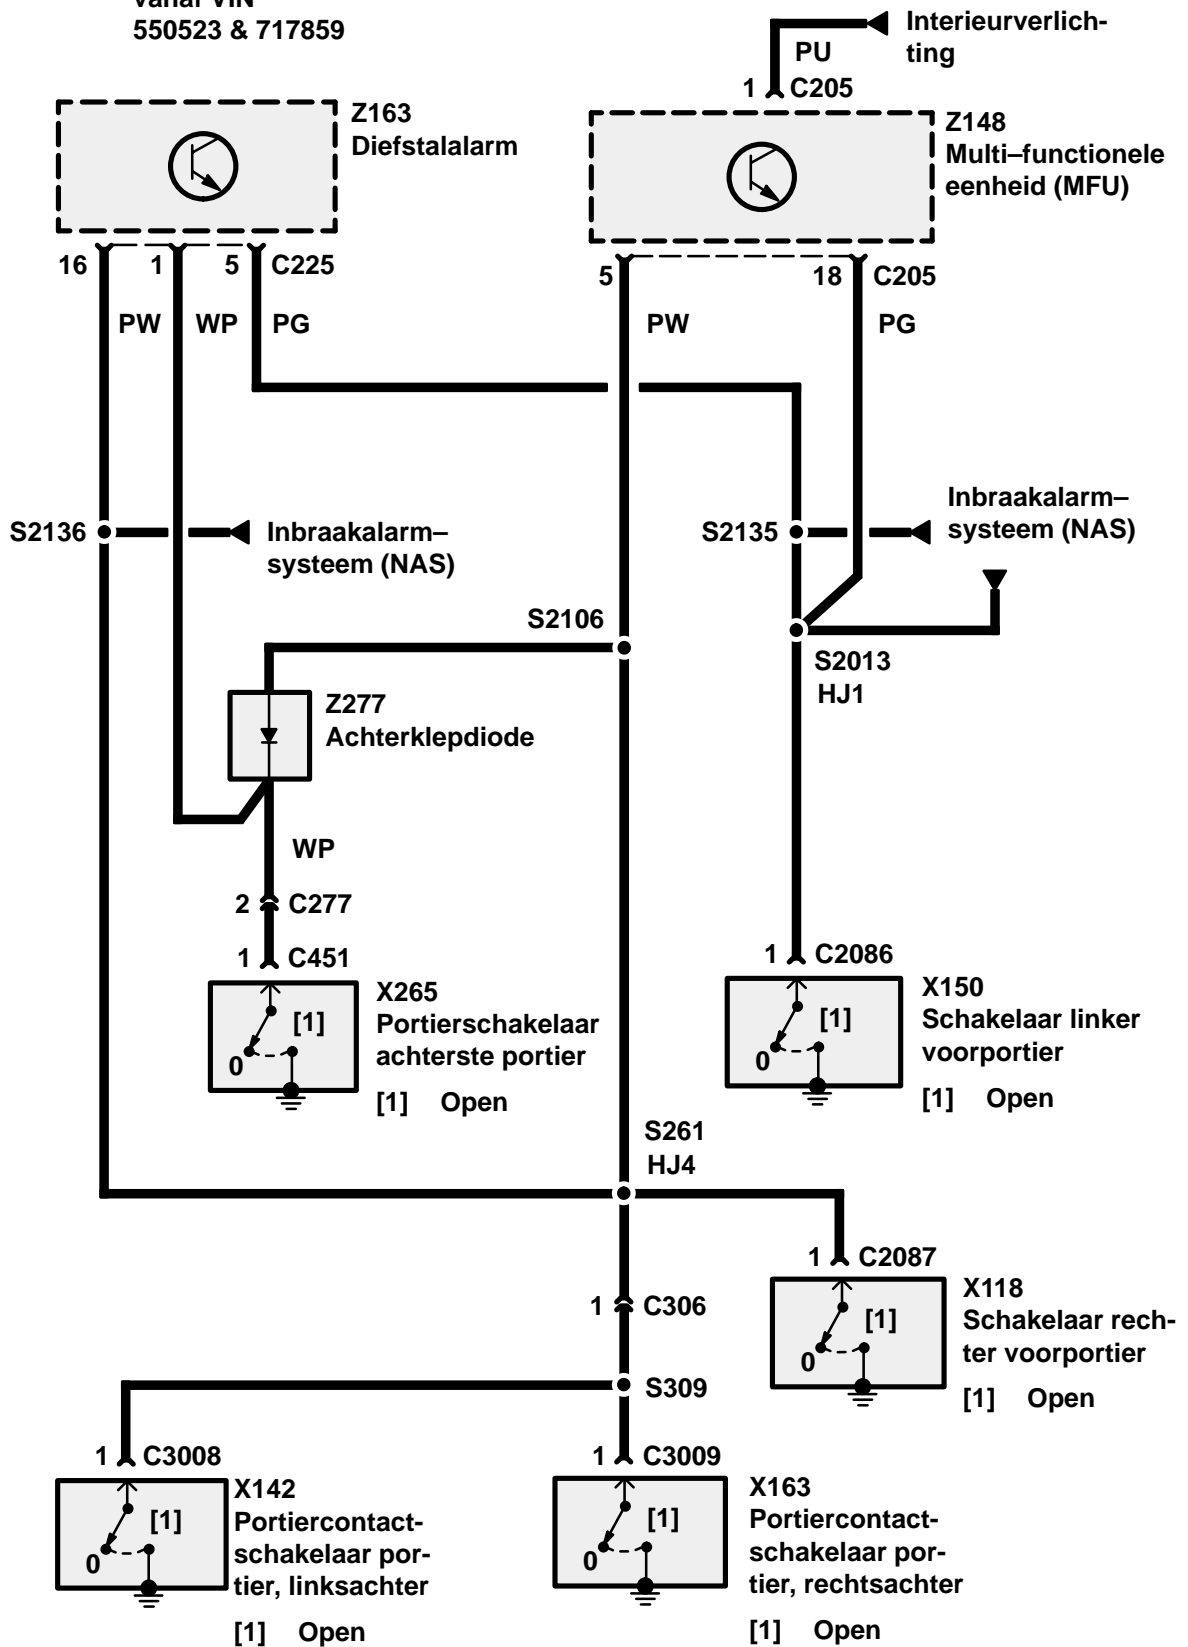 vanaf VIN
550523 & 717859
Interieurverlich-
ting
PU
1 C205
Z163
Diefstalalarm
Z148
Multi–functionele
eenheid (MFU)
16 1 5 C225
5 18 C205
PW WP PG
PW PG
S2136
Inbraakalarm–
systeem (NAS)
S2135
Inbraakalarm–
systeem (NAS)
S2106
S2013
HJ1
Z277
Achterklepdiode
WP
2 C277
1 C451
X265
Portierschakelaar
achterste portier
[1] Open
[1]
0
1 C2086
X150
Schakelaar linker
voorportier
[1] Open
[1]
0
S261
HJ4
1 C2087
X118
Schakelaar rech-
ter voorportier
[1] Open
[1]
0
1 C306
S309
1 C3008
X142
Portiercontact-
schakelaar por-
tier, linksachter
[1] Open
[1]
0
1 C3009
X163
Portiercontact-
schakelaar por-
tier, rechtsachter
[1] Open
[1]
0